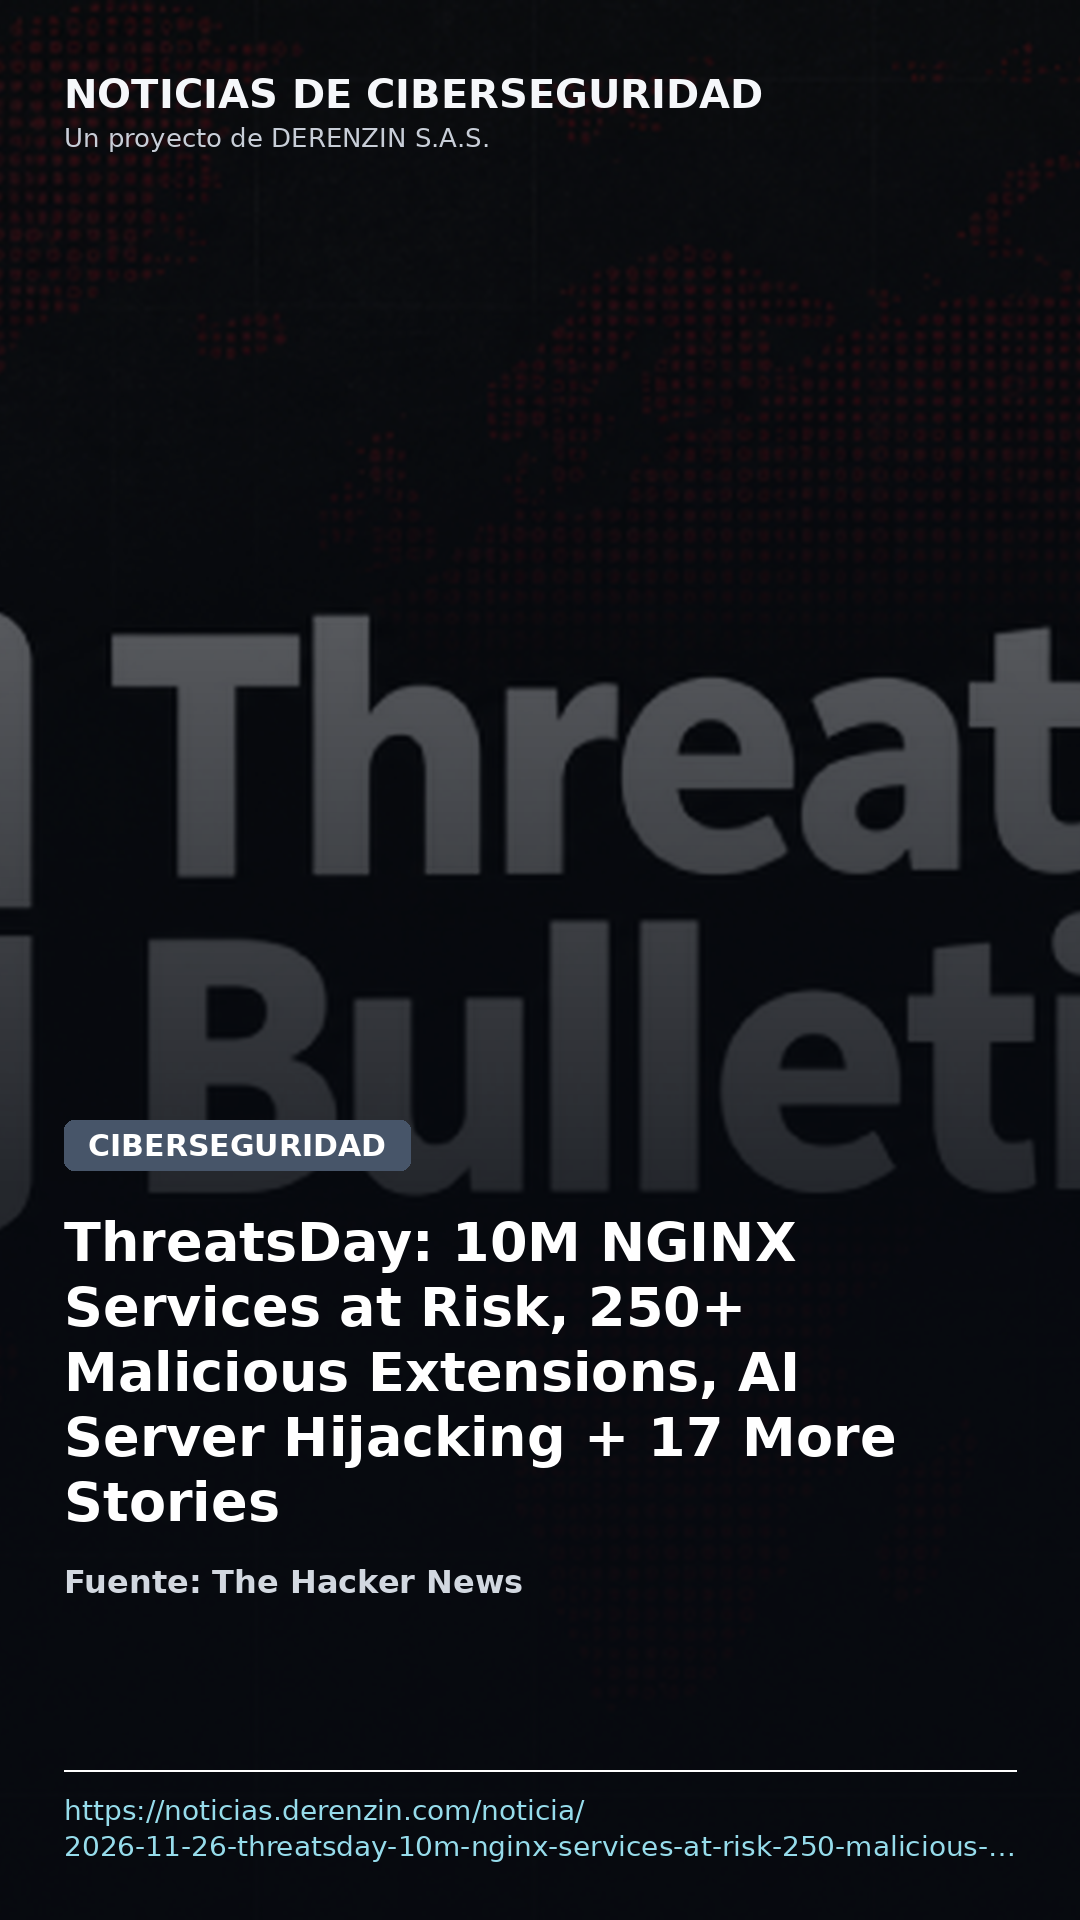 NOTICIAS DE CIBERSEGURIDAD
Un proyecto de DERENZIN S.A.S.
Threat
Bulleti
CIBERSEGURIDAD
ThreatsDay: 10M NGINX
Services at Risk, 250+
Malicious Extensions, AI
Server Hijacking + 17 More
Stories
Fuente: The Hacker News
https://noticias.derenzin.com/noticia/
2026-11-26-threatsday-10m-nginx-services-at-risk-250-malicious-...